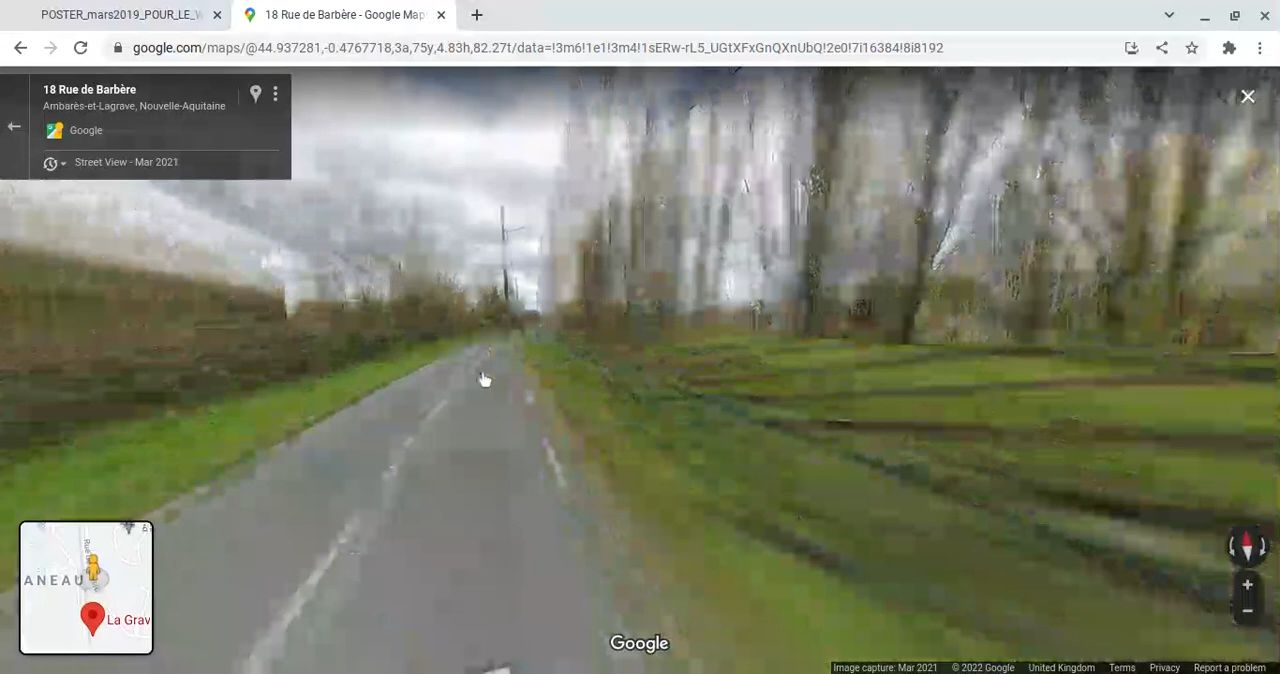 POSTER_mars2019_POUR_LE_W
18 Rue de Barbère - Google Map
google.com/maps/@44.937281,-0.4767718,3a,75y,4.83h,82.27t/data=!3m6!1e1!3m4!1sERw-rL5_UGtXFxGnQXnUbQ!2e0!7i16384!8i8192
18 Rue de Barbère
Ambarès-et-Lagrave, Nouvelle-Aquitaine
Google
Street View - Mar 2021
ANEAU
La Grav
Google
Image capture: Mar 2021 © 2022 Google United Kingdom Terms Privacy Report a problem